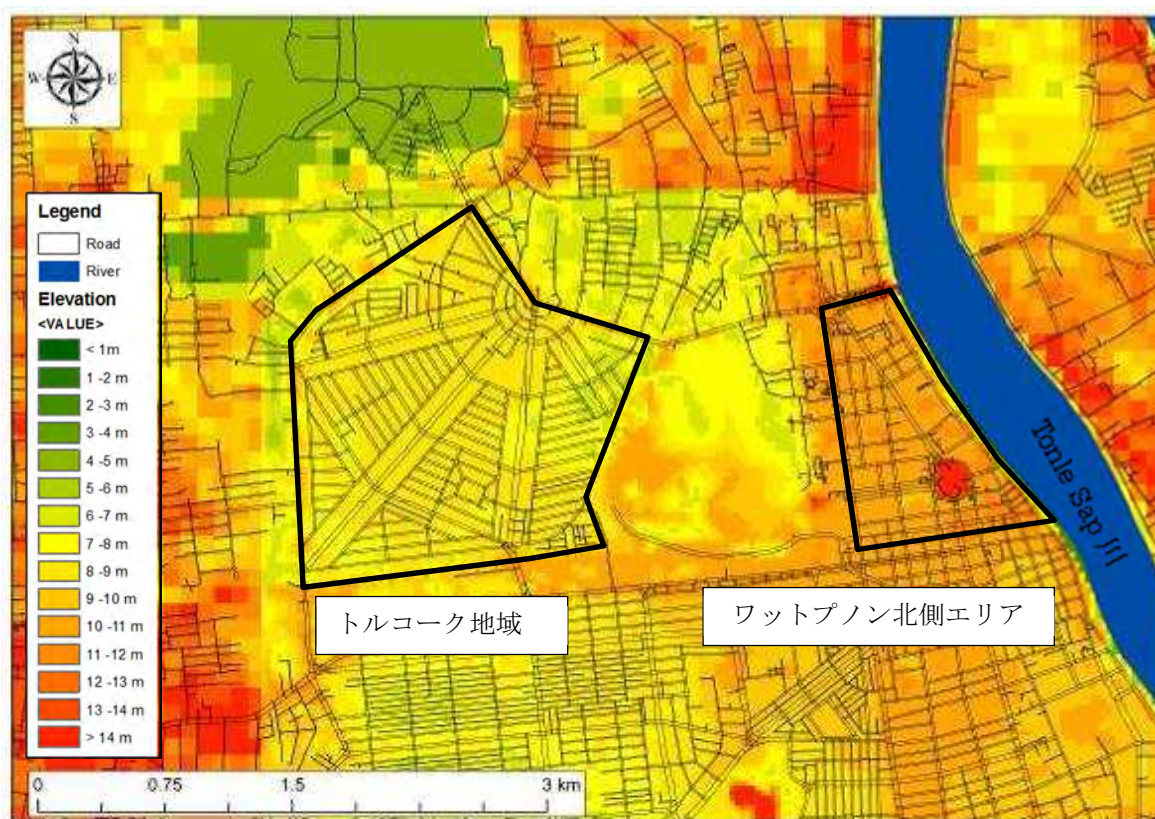 N
W E
S
Legend
Road
River
Elevation
<VALUE>
< 1m
1 -2 m
2 -3 m
3 -4 m
4 -5 m
5 -6 m
6 -7 m
7 -8 m
8 -9 m
9 -10 m
10 -11 m
11 -12 m
12 -13 m
13 -14 m
> 14 m
トルコーク地域
ワットプノン北側エリア
Tonle Sap 川
0 0.75 1.5 3 km